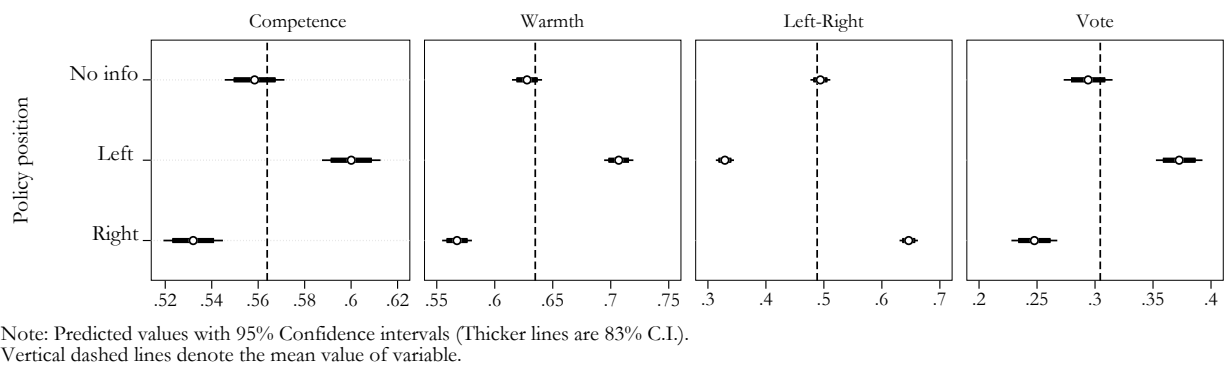 Competence Warmth Left-Right Vote
Policy position
No info
Left
Right
.52 .54 .56 .58 .6 .62 .55 .6 .65 .7 .75 .3 .4 .5 .6 .7 .2 .25 .3 .35 .4
Note: Predicted values with 95% Confidence intervals (Thicker lines are 83% C.I.).
Vertical dashed lines denote the mean value of variable.